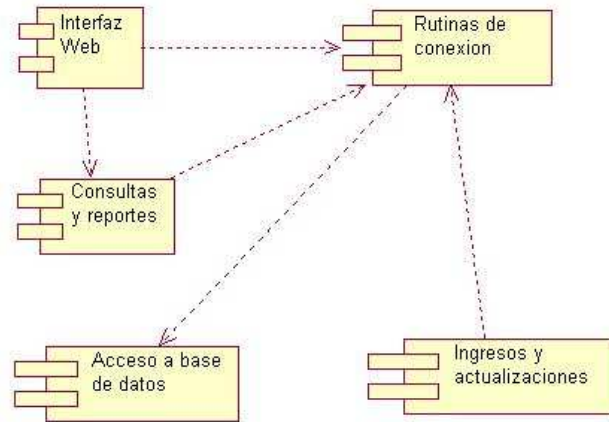 Interfaz
Web
Rutinas de
conexion
Consultas
y reportes
Acceso a base
de datos
Ingresos y
actualizaciones